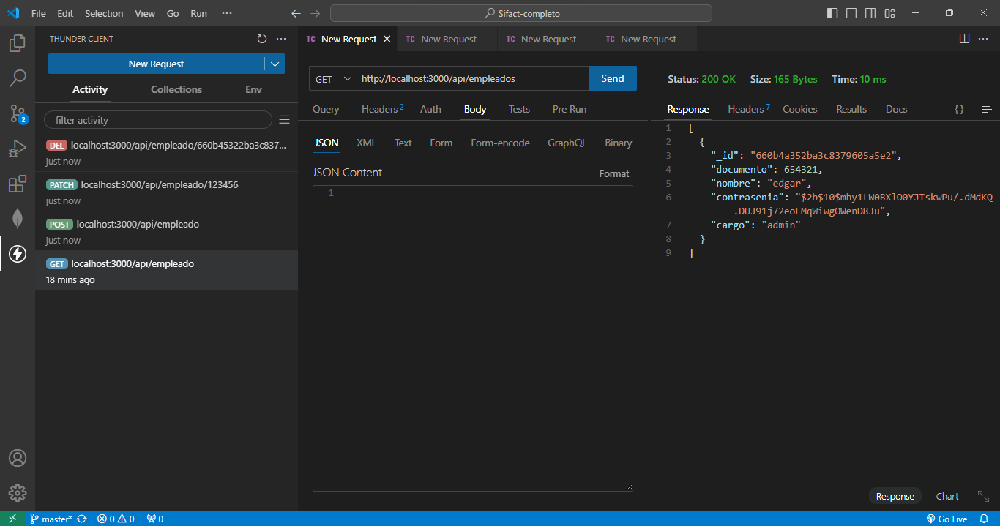 File Edit Selection View Go Run ··· Sifact-completo
THUNDER CLIENT
New Request
Activity Collections Env
filter activity
DEL localhost:3000/api/empleado/660b45322ba3c837...
just now
PATCH localhost:3000/api/empleado/123456
just now
POST localhost:3000/api/empleado
just now
GET localhost:3000/api/empleado
18 mins ago
TC New Request TC New Request TC New Request TC New Request
GET http://localhost:3000/api/empleados Send
Query Headers 2 Auth Body Tests Pre Run
JSON XML Text Form Form-encode GraphQL Binary
JSON Content Format
1
Status: 200 OK Size: 165 Bytes Time: 10 ms
Response Headers 7 Cookies Results Docs { }
1 [
2 {
3 "_id": "660b4a352ba3c8379605a5e2",
4 "documento": 654321,
5 "nombre": "edgar",
6 "contrasenia": "$2b$10$mhy1LW0BXlO0YJTskwPu/.dMdKQ
.DUJ91j72eoEMqWiwgOWenD8Ju",
7 "cargo": "admin"
8 }
9 ]
Response Chart
2
master* 0 0 0 Go Live